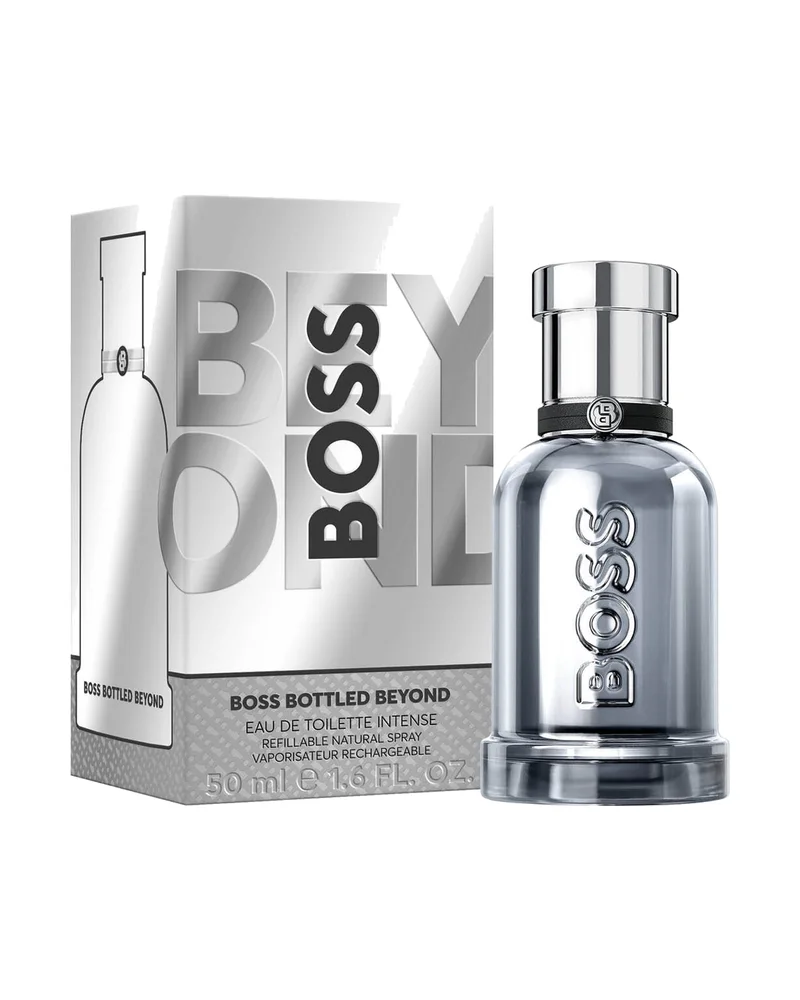 BEY
OND
BOSS
BOSS BOTTLED BEYOND
BOSS BOTTLED BEYOND
EAU DE TOILETTE INTENSE
REFILLABLE NATURAL SPRAY
VAPORISATEUR RECHARGEABLE
50 ml e 1.6 FL. OZ.
BOSS